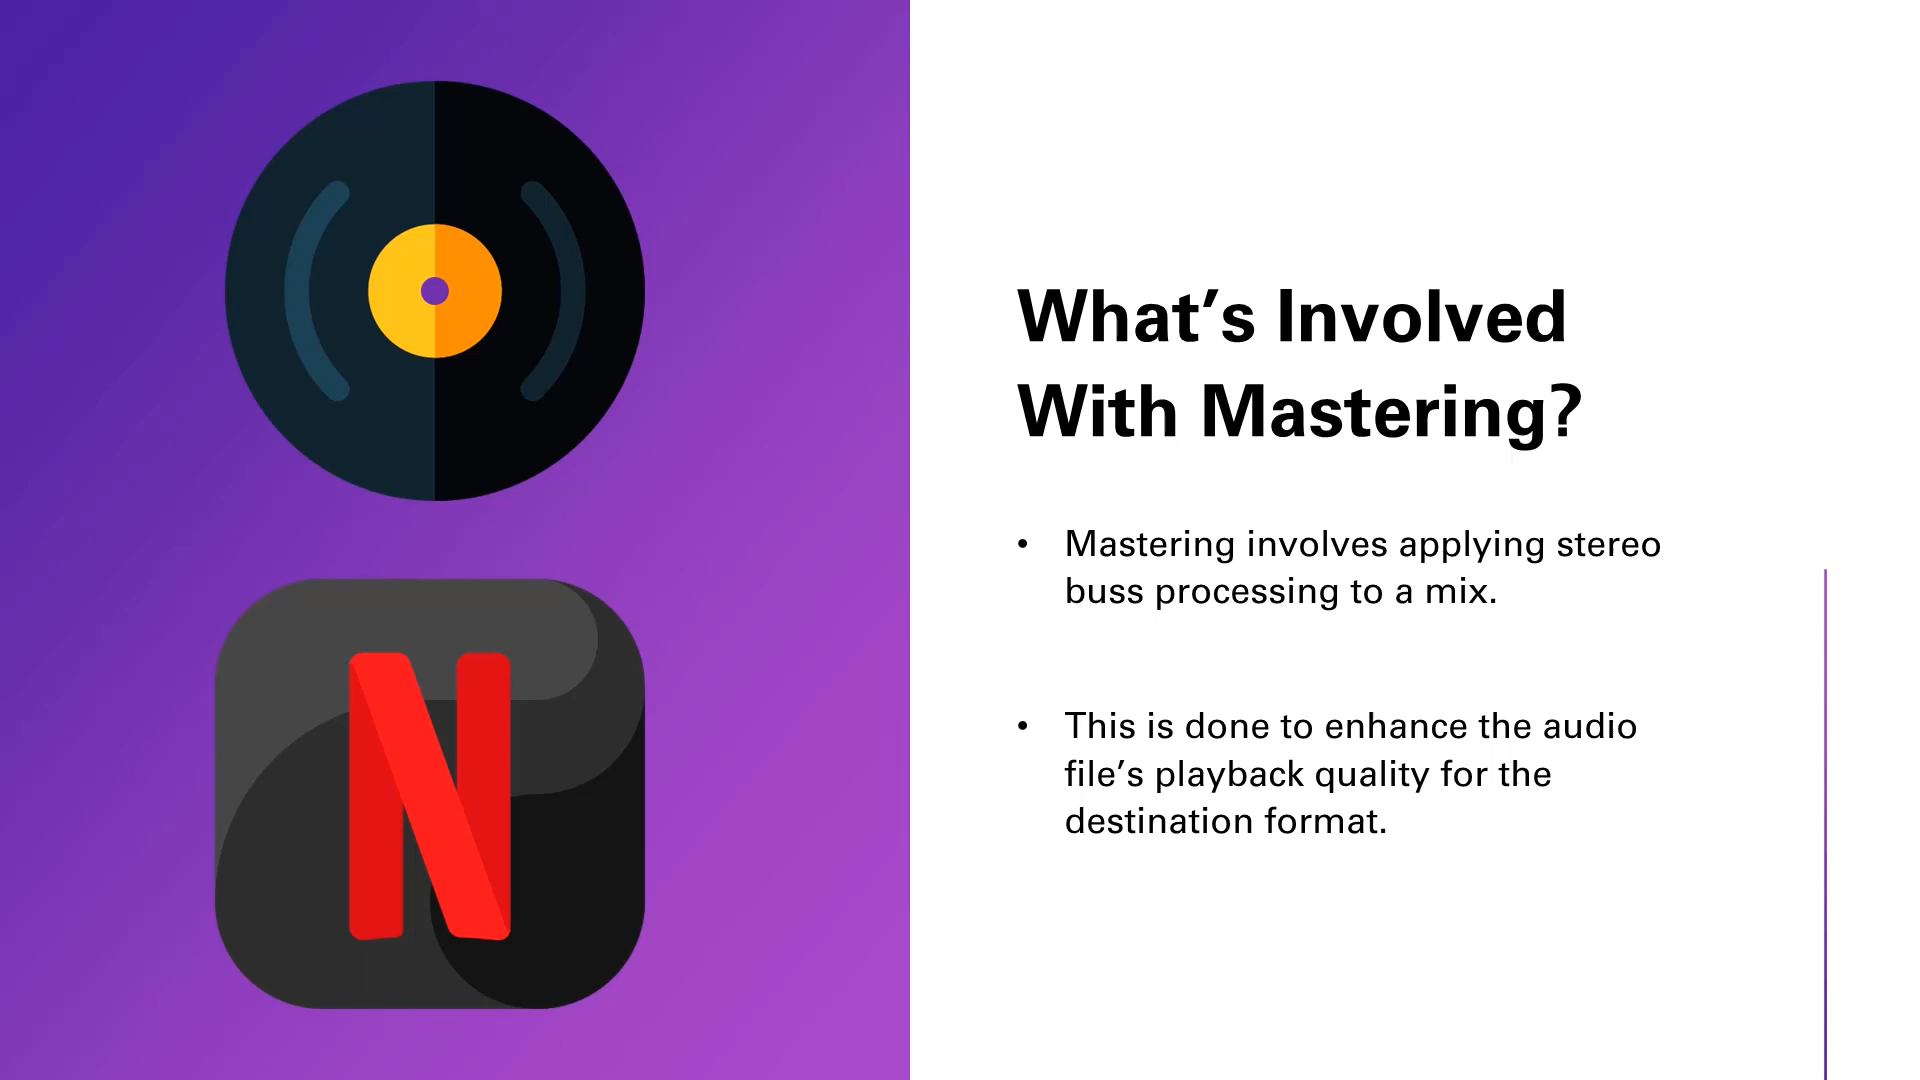 N
What’s Involved
With Mastering?
• Mastering involves applying stereo
buss processing to a mix.
• This is done to enhance the audio
file’s playback quality for the
destination format.